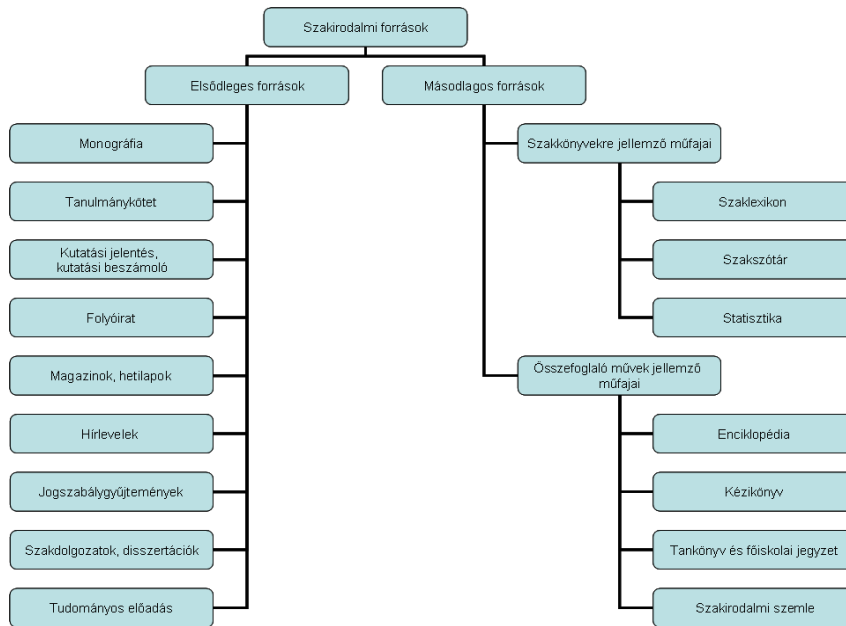 Szakirodalmi források
Elsődleges források
Másodlagos források
Monográfia
Tanulmánykötet
Kutatási jelentés,
kutatási beszámoló
Folyóirat
Magazinok, hetilapok
Hírlevelek
Jogszabálygyűjtemények
Szakdolgozatok, disszertációk
Tudományos előadás
Szakkönyvekre jellemző műfajai
Szaklexikon
Szakszótár
Statisztika
Összefoglaló művek jellemző
műfajai
Enciklopédia
Kézikönyv
Tankönyv és főiskolai jegyzet
Szakirodalmi szemle